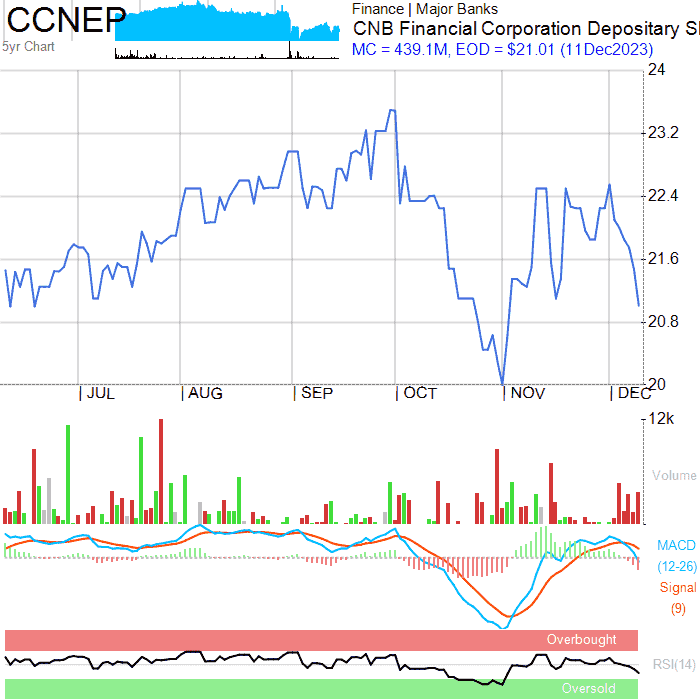 CCNEP
5yr Chart
Finance | Major Banks
CNB Financial Corporation Depositary Sl
MC = 439.1M, EOD = $21.01 (11Dec2023)
24
23.2
22.4
21.6
20.8
20
JUL
AUG
SEP
OCT
NOV
DEC
12k
Volume
MACD
(12-26)
Signal
(9)
Overbought
RSI(14)
Oversold